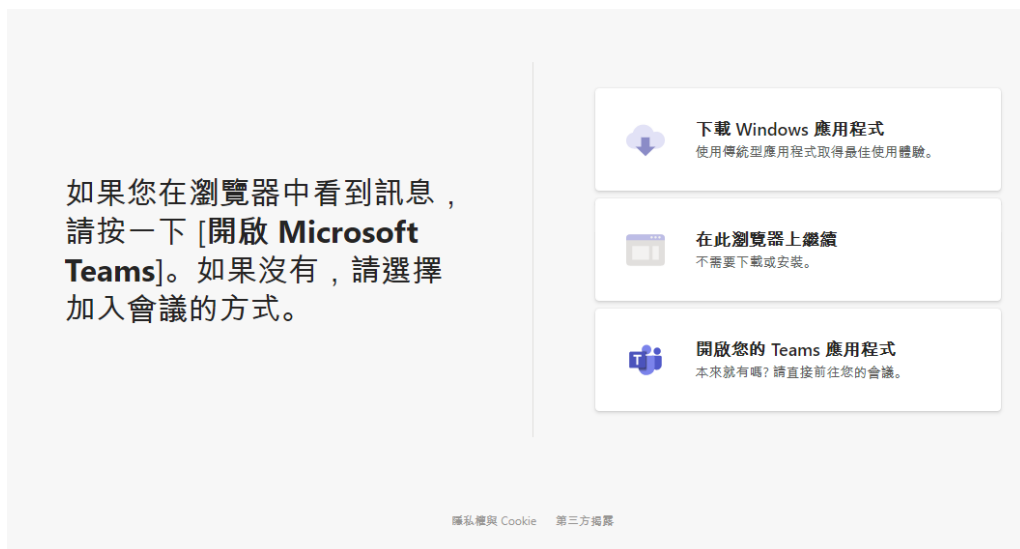 如果您在瀏覽器中看到訊息，
請按一下 [開啟 Microsoft
Teams]。如果沒有，請選擇
加入會議的方式。
下載 Windows 應用程式
使用傳統型應用程式取得最佳使用體驗。
在此瀏覽器上繼續
不需要下載或安裝。
開啟您的 Teams 應用程式
本來就有嗎? 請直接前往您的會議。
隱私權與 Cookie 第三方揭露